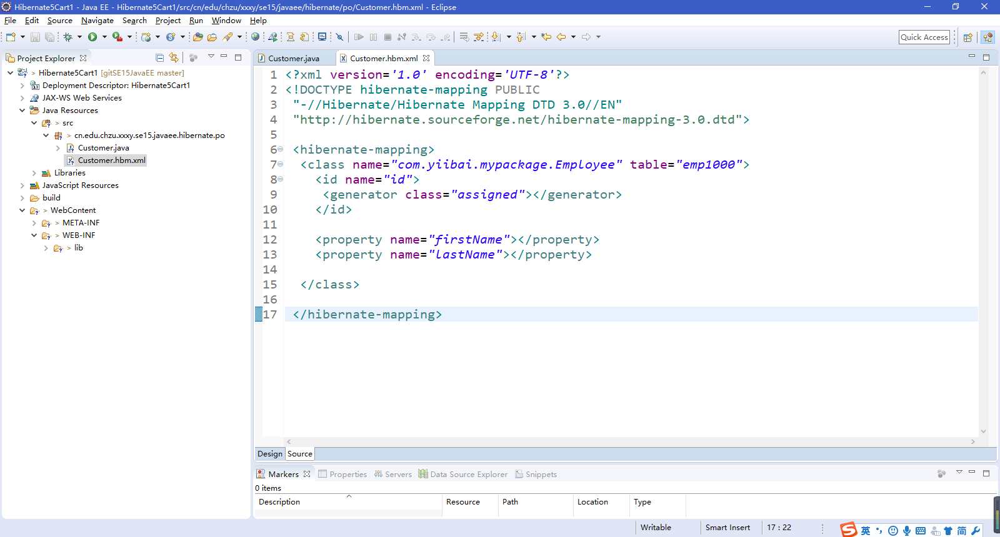 Hibernate5Cart1 - Java EE - Hibernate5Cart1/src/cn/edu/chzu/xxxy/se15/javaee/hibernate/po/Customer.hbm.xml - Eclipse
File Edit Source Navigate Search Project Run Window Help
Quick Access
Project Explorer
> Hibernate5Cart1 [gitSE15JavaEE master]
Deployment Descriptor: Hibernate5Cart1
JAX-WS Web Services
Java Resources
> src
> cn.edu.chzu.xxxy.se15.javaee.hibernate.po
Customer.java
Customer.hbm.xml
Libraries
JavaScript Resources
build
> WebContent
> META-INF
> WEB-INF
> lib
Customer.java Customer.hbm.xml
1 <?xml version='1.0' encoding='UTF-8'?>
2 <!DOCTYPE hibernate-mapping PUBLIC
3 "-//Hibernate/Hibernate Mapping DTD 3.0//EN"
4 "http://hibernate.sourceforge.net/hibernate-mapping-3.0.dtd">
5
6 <hibernate-mapping>
7 <class name="com.yiibai.mypackage.Employee" table="emp1000">
8 <id name="id">
9 <generator class="assigned"></generator>
10 </id>
11
12 <property name="firstName"></property>
13 <property name="lastName"></property>
14
15 </class>
16
17 </hibernate-mapping>
Design Source
Markers Properties Servers Data Source Explorer Snippets
0 items
Description Resource Path Location Type
Writable Smart Insert 17 : 22
S 英 简